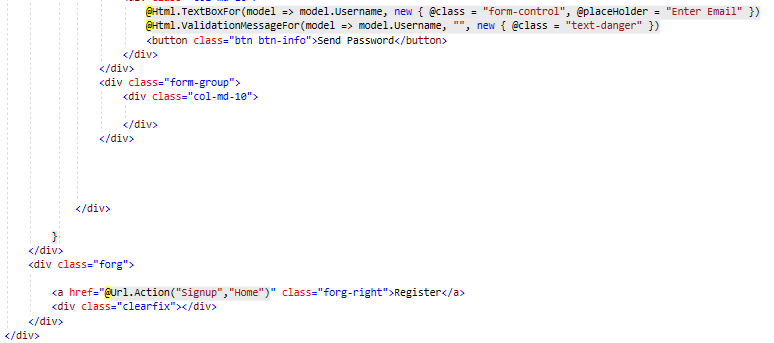 @Html.TextBoxFor(model => model.Username, new { @class = "form-control", @placeHolder = "Enter Email" })
@Html.ValidationMessageFor(model => model.Username, "", new { @class = "text-danger" })
<button class="btn btn-info">Send Password</button>
</div>
</div>
<div class="form-group">
<div class="col-md-10">
</div>
</div>
</div>
}
</div>
<div class="forg">
<a href="@Url.Action("Signup","Home")" class="forg-right">Register</a>
<div class="clearfix"></div>
</div>
</div>